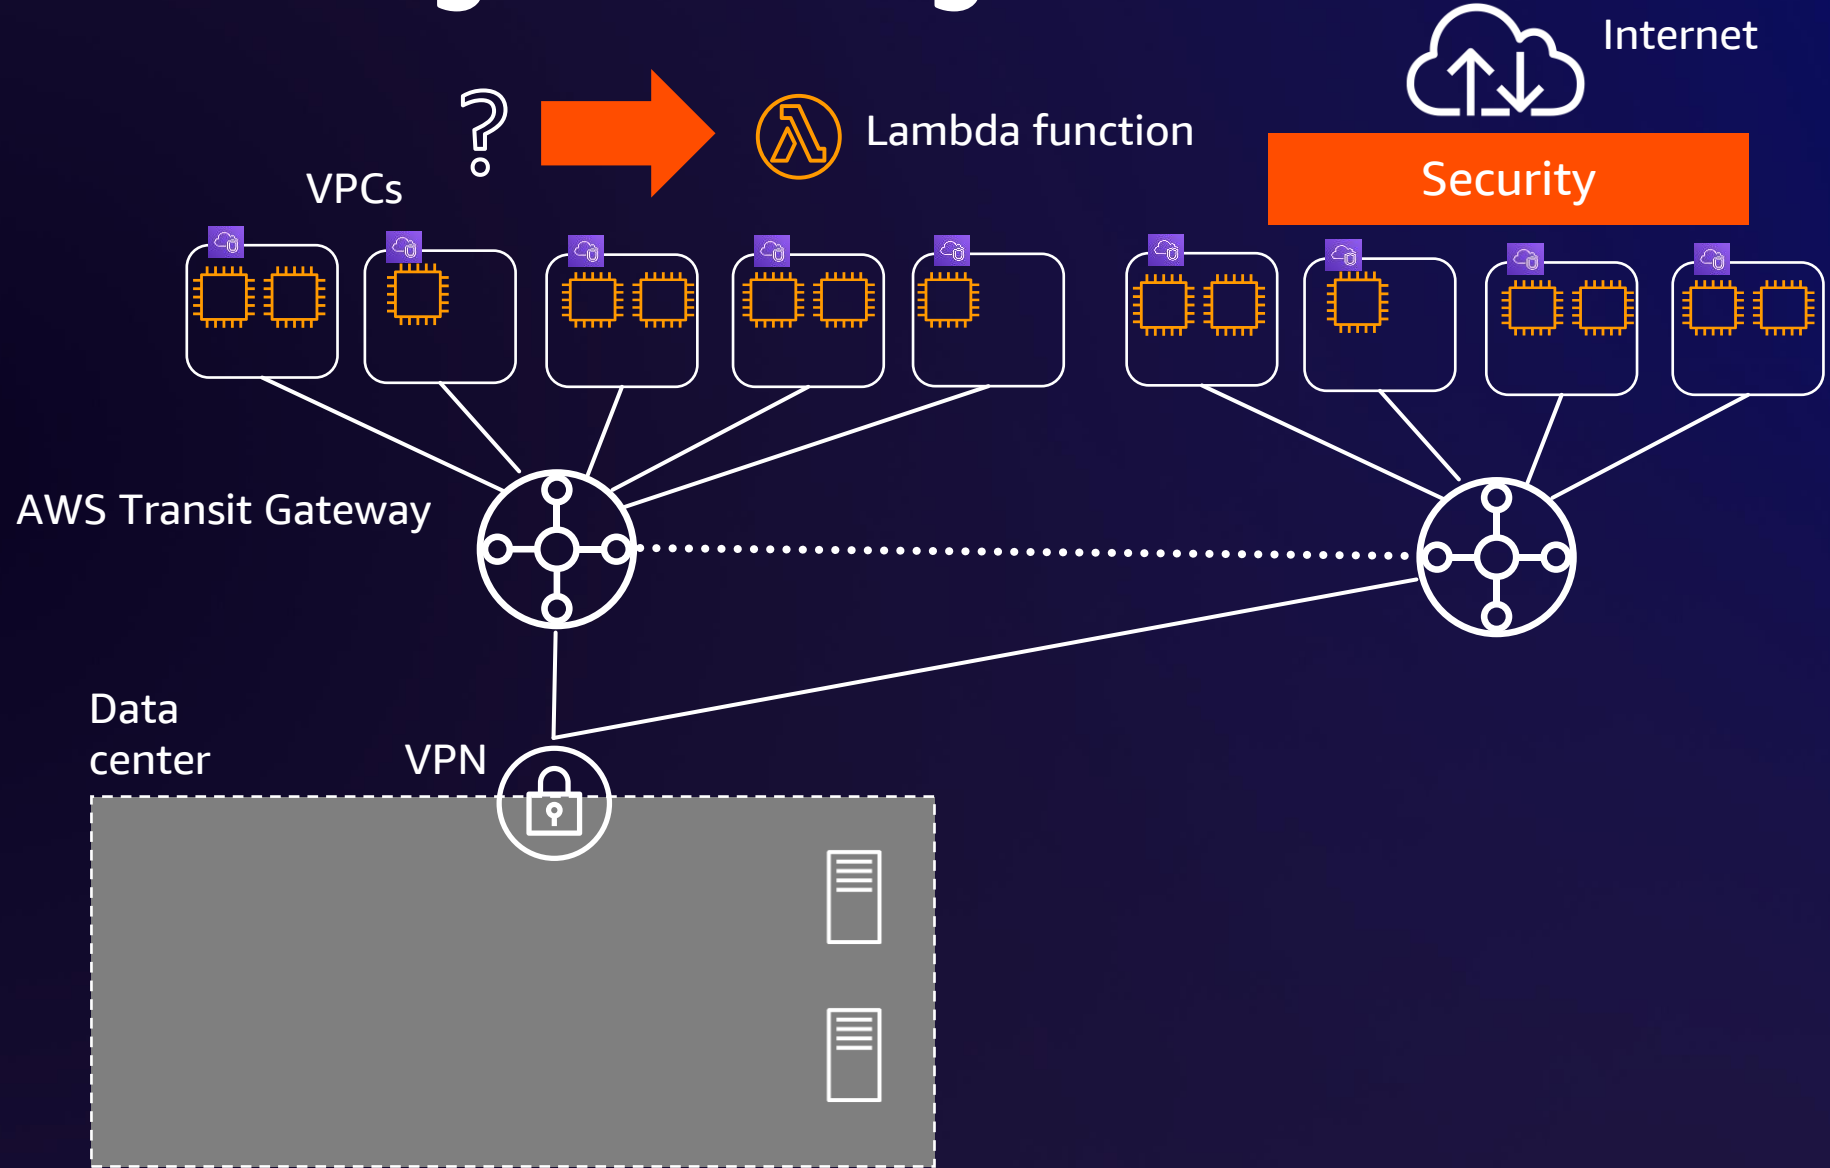 Internet
?
Lambda function
Security
VPCs
AWS Transit Gateway
Data
center
VPN